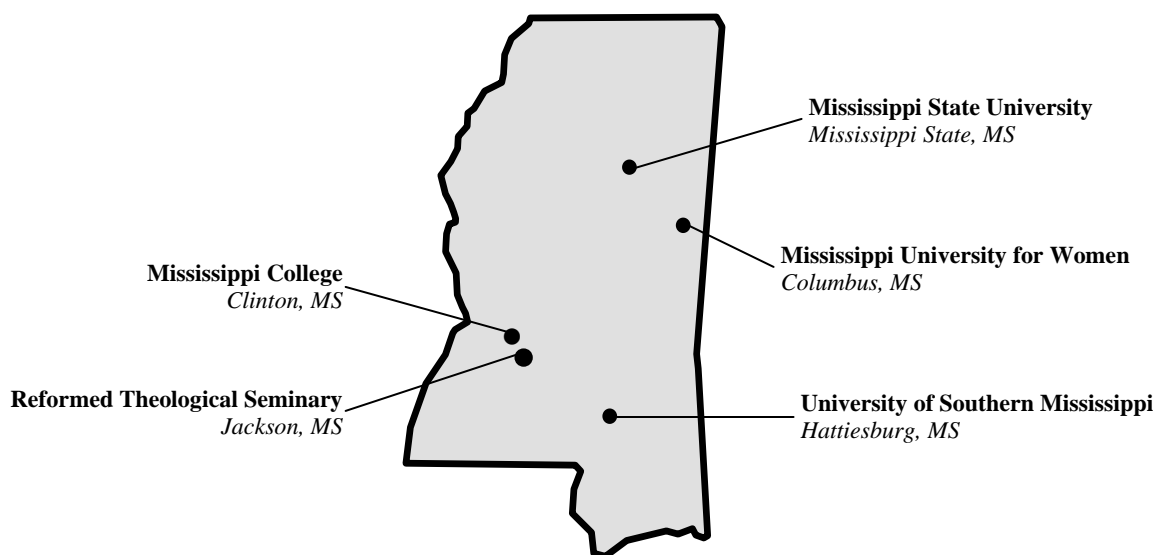 Mississippi State University
Mississippi State, MS
Mississippi University for Women
Columbus, MS
Mississippi College
Clinton, MS
Reformed Theological Seminary
Jackson, MS
University of Southern Mississippi
Hattiesburg, MS